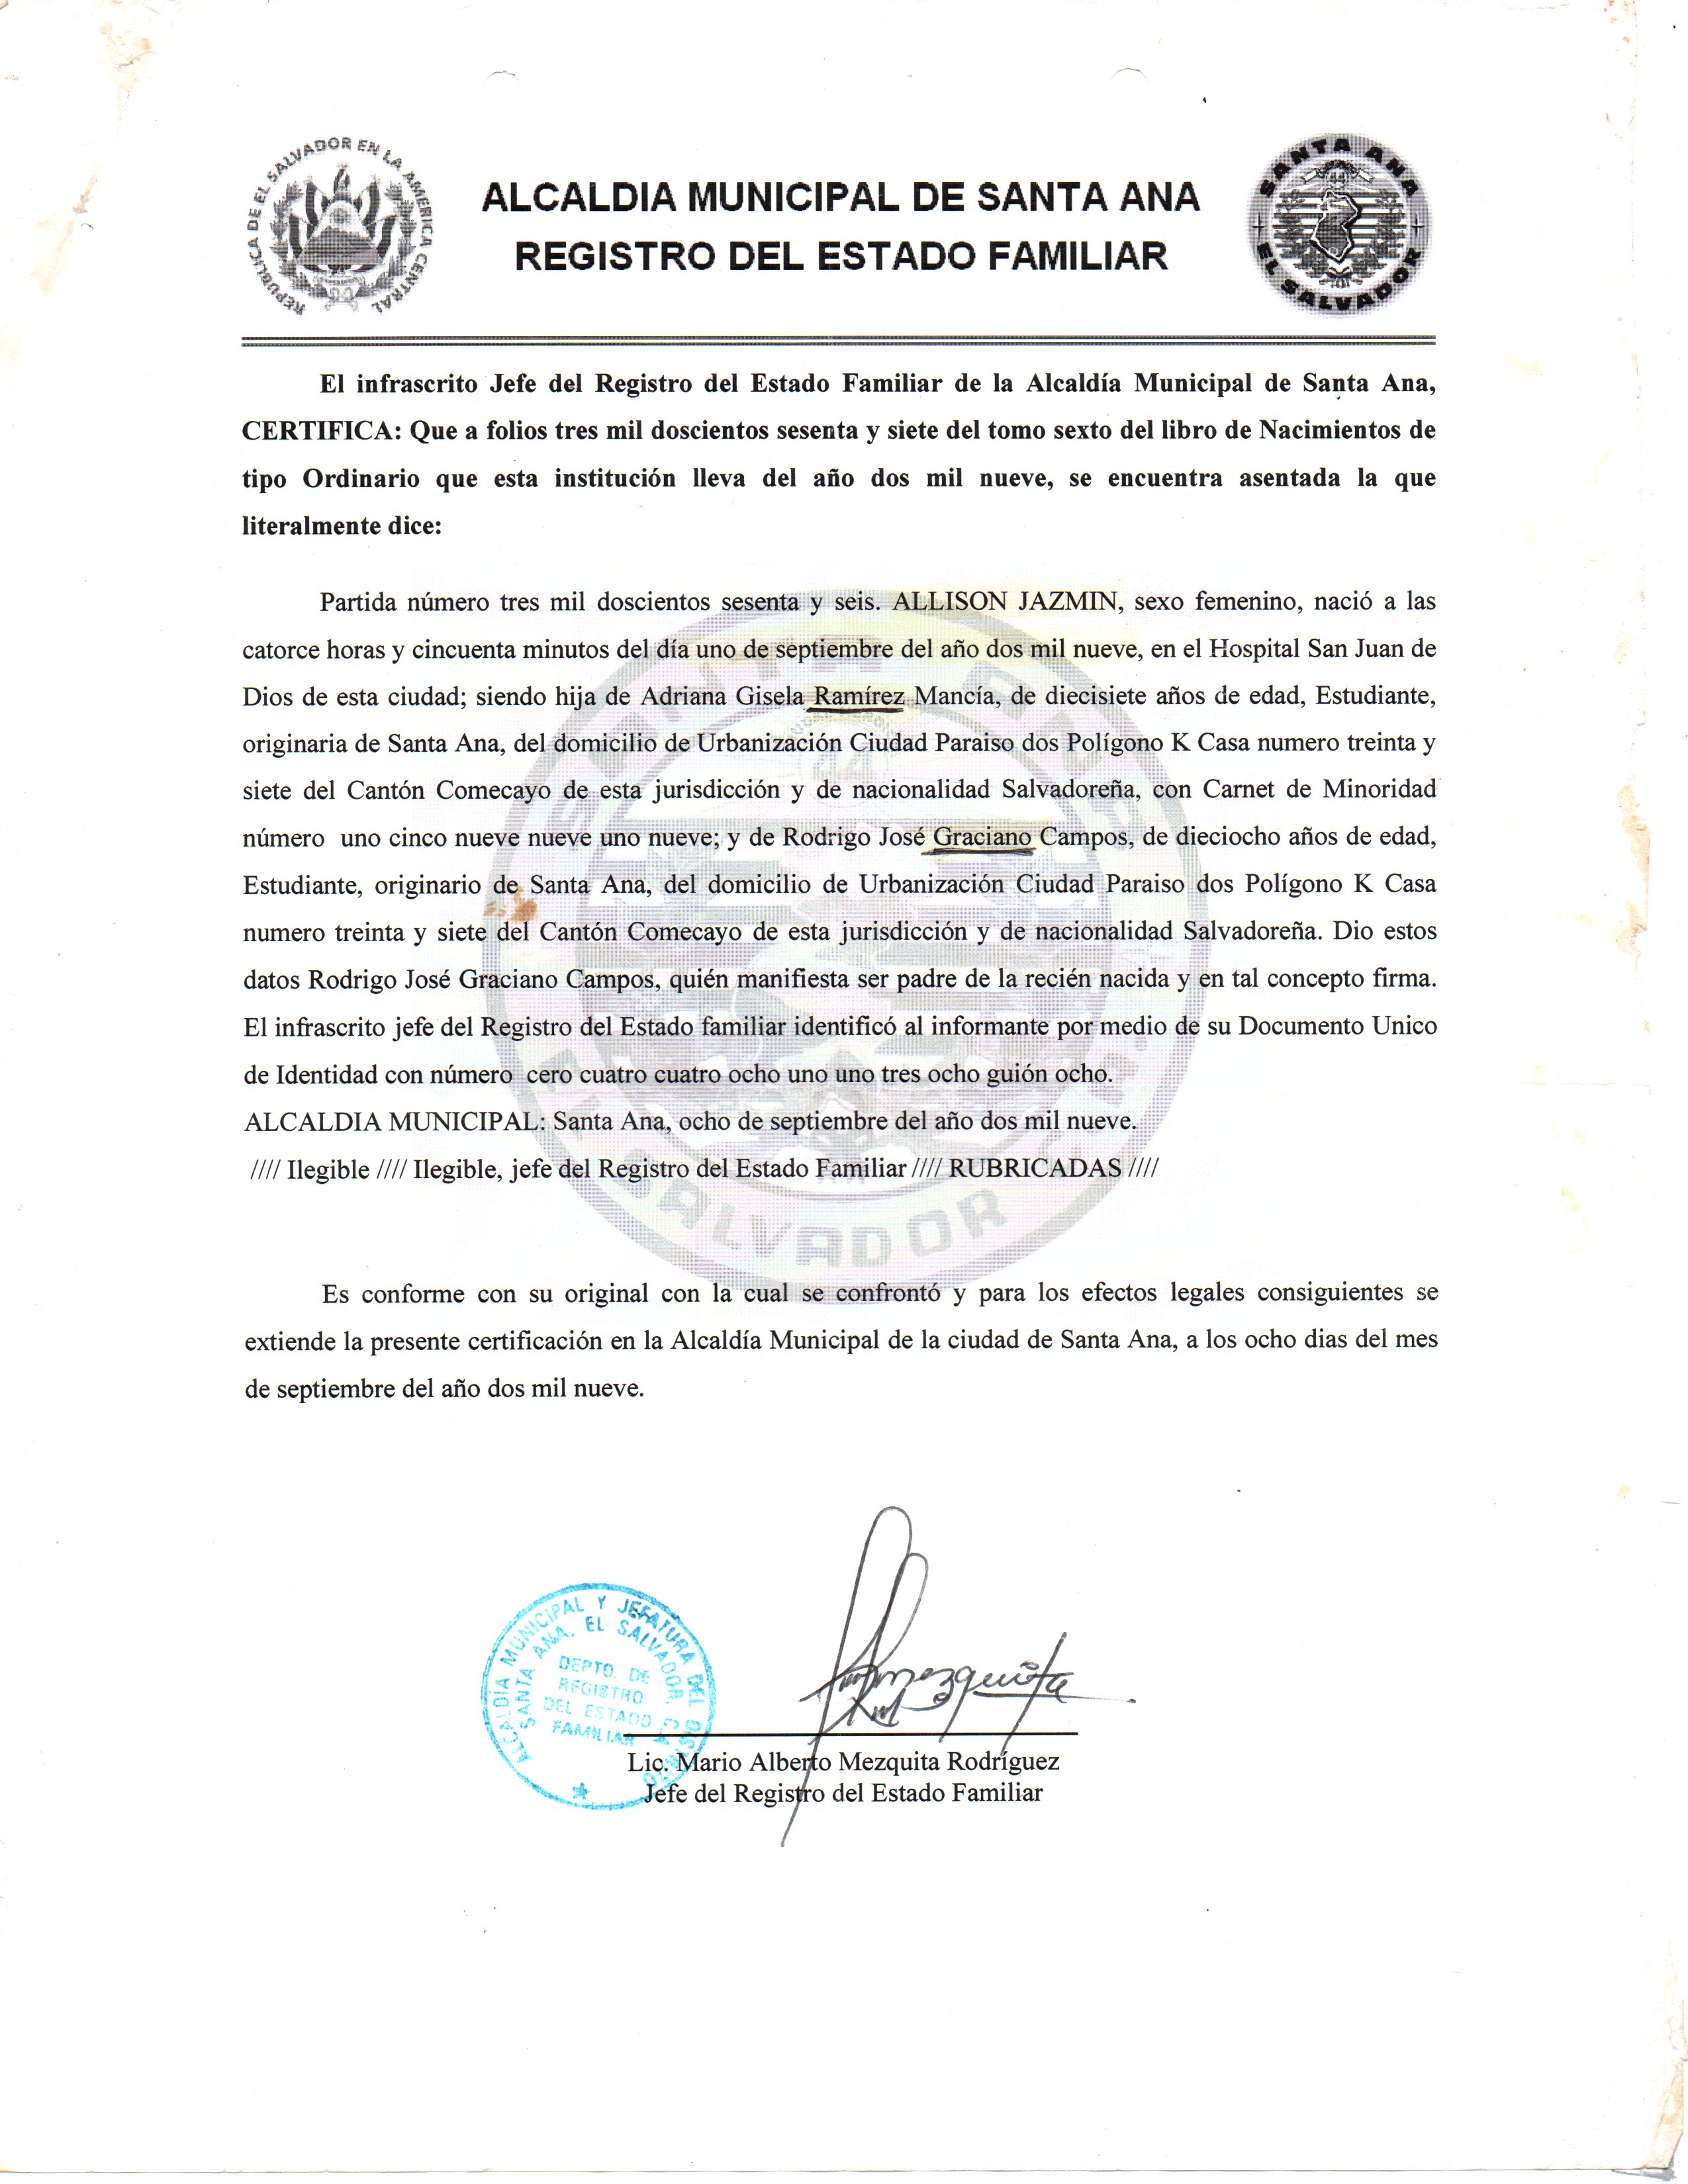 REPUBLICA DE EL SALVADOR EN LA AMERICA CENTRAL
ALCALDIA MUNICIPAL DE SANTA ANA
REGISTRO DEL ESTADO FAMILIAR
SANTA ANA
EL SALVADOR
El infrascrito Jefe del Registro del Estado Familiar de la Alcaldía Municipal de Santa Ana,
CERTIFICA: Que a folios tres mil doscientos sesenta y siete del tomo sexto del libro de Nacimientos de
tipo Ordinario que esta institución lleva del año dos mil nueve, se encuentra asentada la que
literalmente dice:
Partida número tres mil doscientos sesenta y seis. ALLISON JAZMIN, sexo femenino, nació a las
catorce horas y cincuenta minutos del día uno de septiembre del año dos mil nueve, en el Hospital San Juan de
Dios de esta ciudad; siendo hija de Adriana Gisela Ramírez Mancía, de diecisiete años de edad, Estudiante,
originaria de Santa Ana, del domicilio de Urbanización Ciudad Paraiso dos Polígono K Casa numero treinta y
siete del Cantón Comecayo de esta jurisdicción y de nacionalidad Salvadoreña, con Carnet de Minoridad
número uno cinco nueve nueve uno nueve; y de Rodrigo José Graciano Campos, de dieciocho años de edad,
Estudiante, originario de Santa Ana, del domicilio de Urbanización Ciudad Paraiso dos Polígono K Casa
numero treinta y siete del Cantón Comecayo de esta jurisdicción y de nacionalidad Salvadoreña. Dio estos
datos Rodrigo José Graciano Campos, quién manifiesta ser padre de la recién nacida y en tal concepto firma.
El infrascrito jefe del Registro del Estado familiar identificó al informante por medio de su Documento Unico
de Identidad con número cero cuatro cuatro ocho uno uno tres ocho guión ocho.
ALCALDIA MUNICIPAL: Santa Ana, ocho de septiembre del año dos mil nueve.
//// Ilegible //// Ilegible, jefe del Registro del Estado Familiar //// RUBRICADAS ////
Es conforme con su original con la cual se confrontó y para los efectos legales consiguientes se
extiende la presente certificación en la Alcaldía Municipal de la ciudad de Santa Ana, a los ocho dias del mes
de septiembre del año dos mil nueve.
ALCALDIA MUNICIPAL Y JEFATURA DEL DISTRITO
SANTA ANA, EL SALVADOR, C. A.
DEPTO. DE
REGISTRO
DEL ESTADO
FAMILIAR
Lic. Mario Alberto Mezquita Rodríguez
Jefe del Registro del Estado Familiar